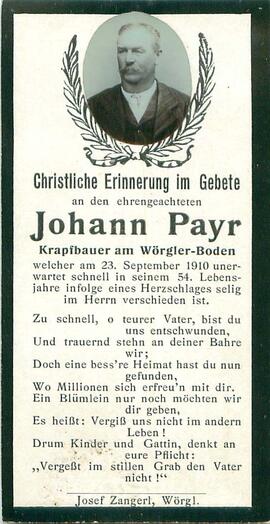 Christliche Erinnerung im Gebete
an den ehrengeachteten
Johann Payr
Krapfbauer am Wörgler-Boden
welcher am 23. September 1910 uner-
wartet schnell in seinem 54. Lebens-
jahre infolge eines Herzschlages selig
im Herrn verschieden ist.
Zu schnell, o teurer Vater, bist du
uns entschwunden,
Und trauernd stehn an deiner Bahre
wir;
Doch eine bess're Heimat hast du nun
gefunden,
Wo Millionen sich erfreu'n mit dir.
Ein Blümlein nur noch möchten wir
dir geben,
Es heißt: Vergiß uns nicht im andern
Leben !
Drum Kinder und Gattin, denkt an
eure Pflicht:
„Vergeßt im stillen Grab den Vater
nicht !"
Josef Zangerl, Wörgl.